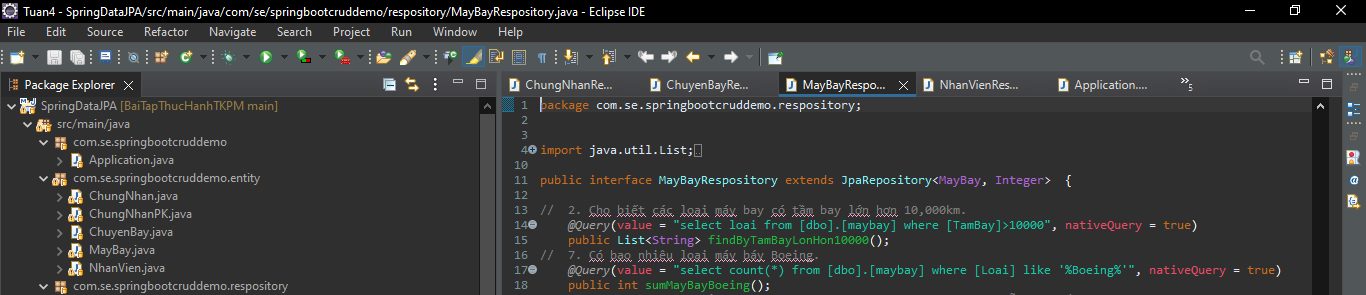 Tuan4 - SpringDataJPA/src/main/java/com/se/springbootcruddemo/respository/MayBayRespository.java - Eclipse IDE
File Edit Source Refactor Navigate Search Project Run Window Help
Package Explorer
SpringDataJPA [BaiTapThucHanhTKPM main]
src/main/java
com.se.springbootcruddemo
Application.java
com.se.springbootcruddemo.entity
ChungNhan.java
ChungNhanPK.java
ChuyenBay.java
MayBay.java
NhanVien.java
com.se.springbootcruddemo.respository
ChungNhanRe... ChuyenBayRe... MayBayRespo... NhanVienRes... Application.... »5
1 package com.se.springbootcruddemo.respository;
2
3
4 import java.util.List;
10
11 public interface MayBayRespository extends JpaRepository<MayBay, Integer> {
12
13 // 2. Cho biết các loại máy bay có tầm bay lớn hơn 10,000km.
14 @Query(value = "select loai from [dbo].[maybay] where [TamBay]>10000", nativeQuery = true)
15 public List<String> findByTamBayLonHon10000();
16 // 7. Có bao nhiêu loại máy báy Boeing.
17 @Query(value = "select count(*) from [dbo].[maybay] where [Loai] like '%Boeing%'", nativeQuery = true)
18 public int sumMayBayBoeing();